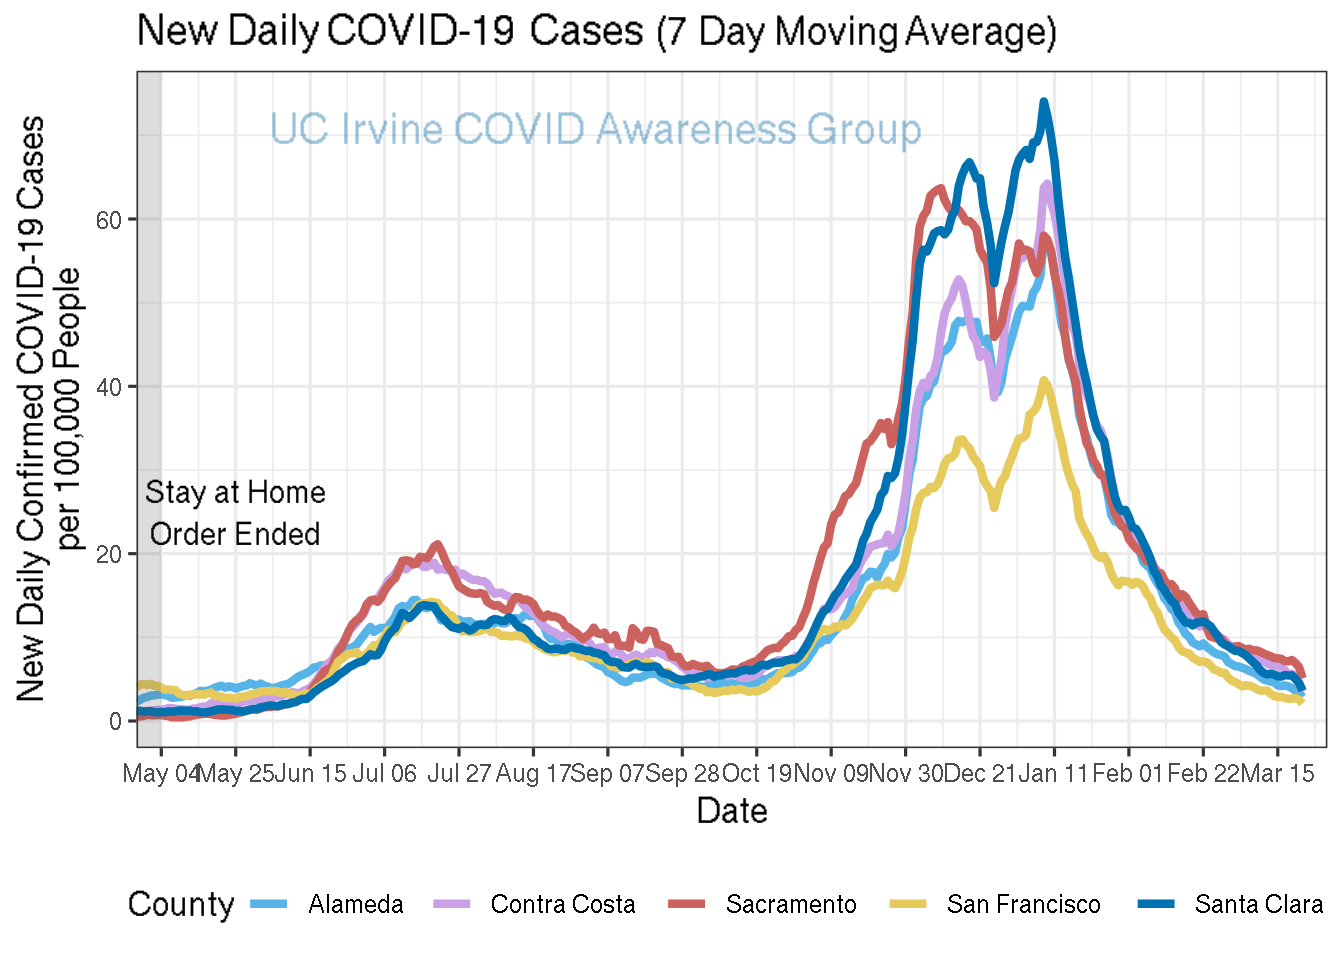 New Daily COVID-19 Cases (7 Day Moving Average)
UC Irvine COVID Awareness Group
New Daily Confirmed COVID-19 Cases
per 100,000 People
60
40
20
0
Stay at Home
Order Ended
May 04 May 25 Jun 15 Jul 06 Jul 27 Aug 17 Sep 07 Sep 28 Oct 19 Nov 09 Nov 30 Dec 21 Jan 11 Feb 01 Feb 22 Mar 15
Date
County Alameda Contra Costa Sacramento San Francisco Santa Clara